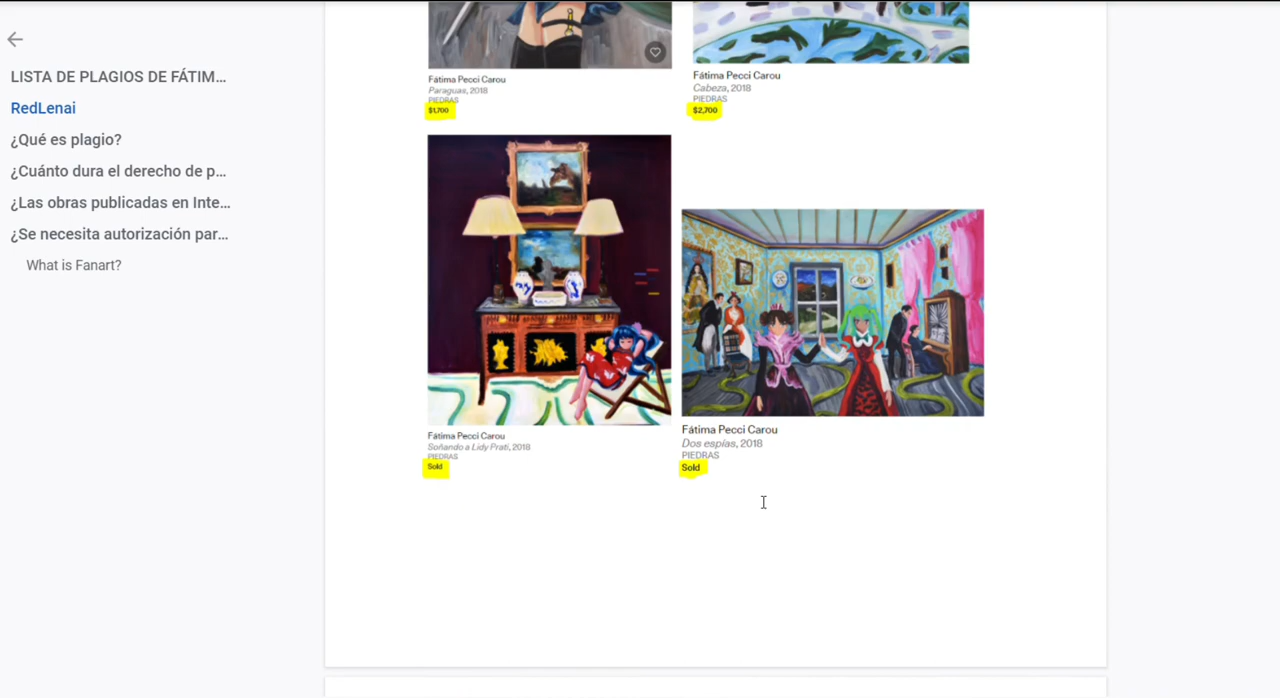 LISTA DE PLAGIOS DE FÁTIM...
RedLenai
¿Qué es plagio?
¿Cuánto dura el derecho de p...
¿Las obras publicadas en Inte...
¿Se necesita autorización par...
What is Fanart?
Fátima Pecci Carou
Paraguas, 2018
PIEDRAS
$1,700
Fátima Pecci Carou
Cabeza, 2018
PIEDRAS
$2,700
Fátima Pecci Carou
Soñando a Lidy Prati, 2018
PIEDRAS
Sold
Fátima Pecci Carou
Dos espías, 2018
PIEDRAS
Sold